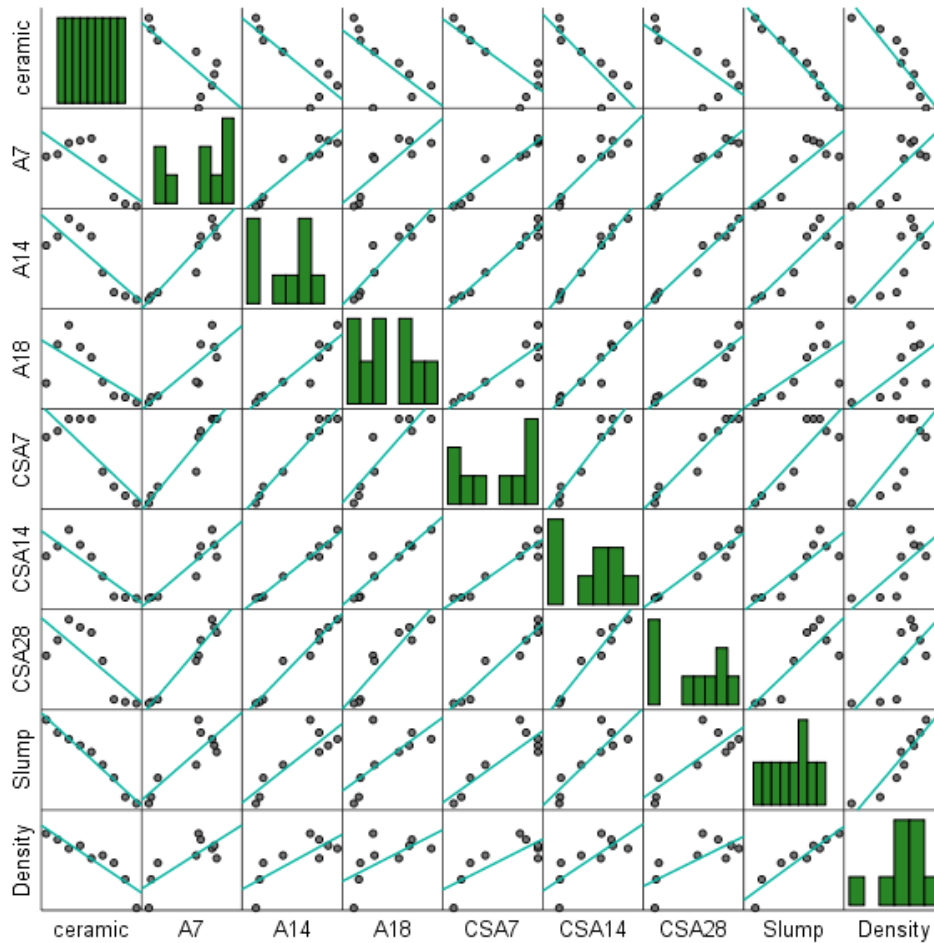 ceramic
A7
A14
A18
CSA7
CSA14
CSA28
Slump
Density
ceramic A7 A14 A18 CSA7 CSA14 CSA28 Slump Density